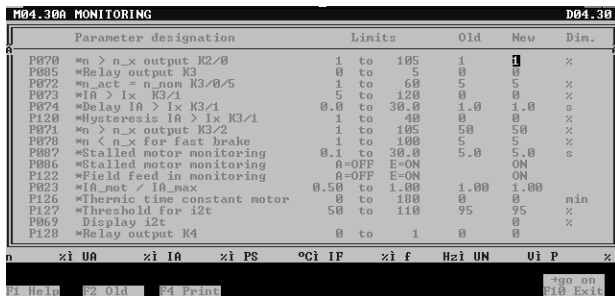 M04.30A MONITORING D04.30
Parameter designation Limits Old New Dim.
P070 *n > n_x output K2/0 1 to 105 1 1 %
P085 *Relay output K3 0 to 5 0 0
P072 *n_act = n_nom K3/0/5 1 to 60 5 5 %
P073 *IA > Ix K3/1 5 to 120 0 0 %
P074 *Delay IA > Ix K3/1 0.0 to 30.0 1.0 1.0 s
P120 *Hysteresis IA > Ix K3/1 1 to 40 0 0 %
P071 *n > n_x output K3/2 1 to 105 50 50 %
P078 *n < n_x for fast brake 1 to 100 5 5 %
P087 *Stalled motor monitoring 0.1 to 30.0 5.0 5.0 s
P086 *Stalled motor monitoring A=OFF E=ON ON
P122 *Field feed in monitoring A=OFF E=ON ON
P023 *IA_mot / IA_max 0.50 to 1.00 1.00 1.00
P126 *Thermic time constant motor 0 to 180 0 0 min
P127 *Threshold for i2t 50 to 110 95 95 %
P069 Display i2t 0 %
P128 *Relay output K4 0 to 1 0 0
n %ì UA %ì IA %ì PS ºCì IF %ì f Hzì UN Vì P %
→go on
F1 Help F2 Old F4 Print F10 Exit